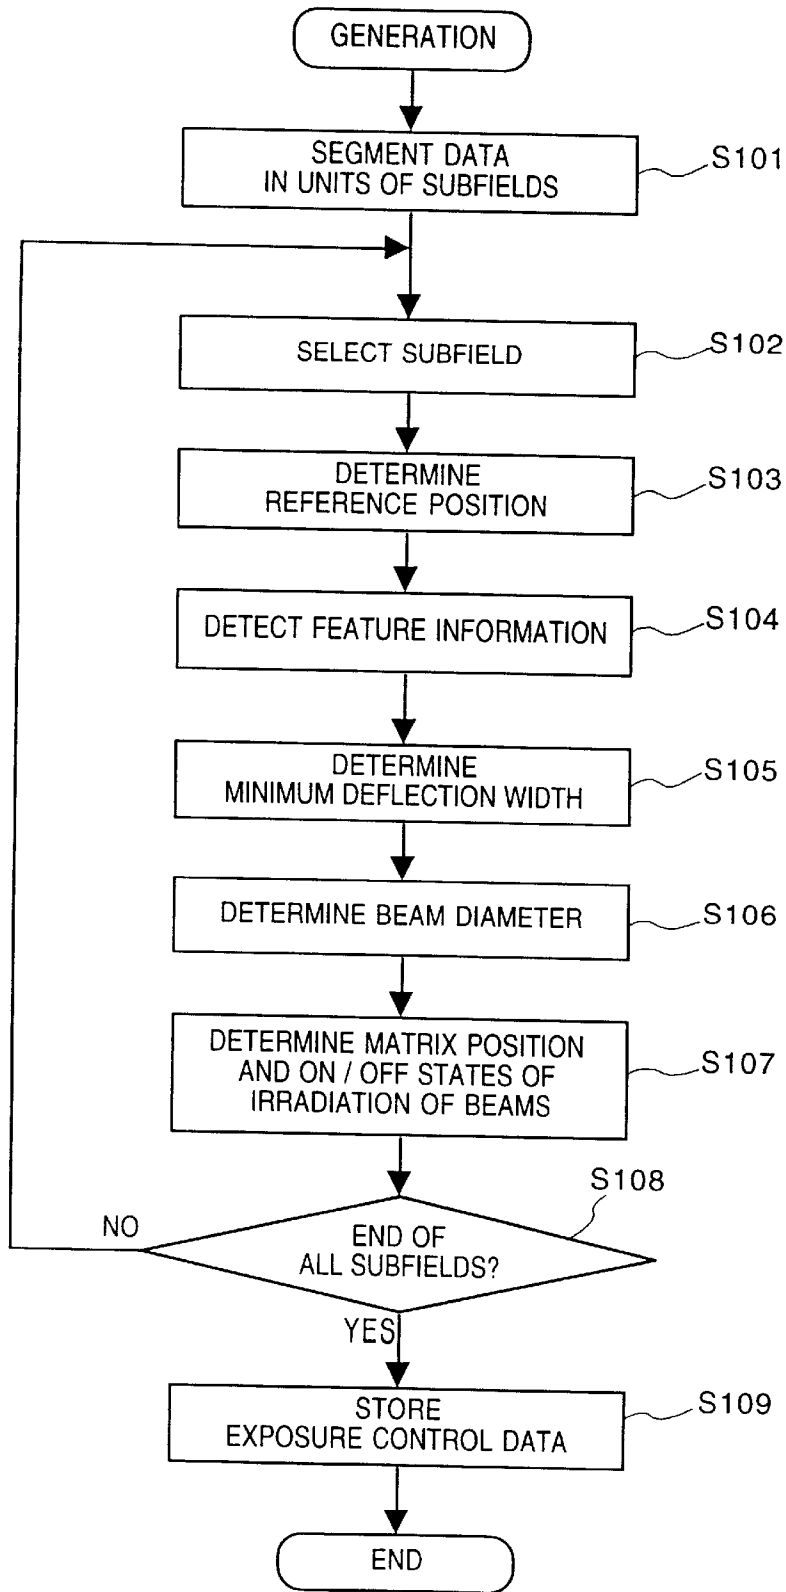 GENERATION
SEGMENT DATA
IN UNITS OF SUBFIELDS
S101
SELECT SUBFIELD
S102
DETERMINE
REFERENCE POSITION
S103
DETECT FEATURE INFORMATION
S104
DETERMINE
MINIMUM DEFLECTION WIDTH
S105
DETERMINE BEAM DIAMETER
S106
DETERMINE MATRIX POSITION
AND ON / OFF STATES OF
IRRADIATION OF BEAMS
S107
S108
NO
END OF
ALL SUBFIELDS?
YES
STORE
EXPOSURE CONTROL DATA
S109
END